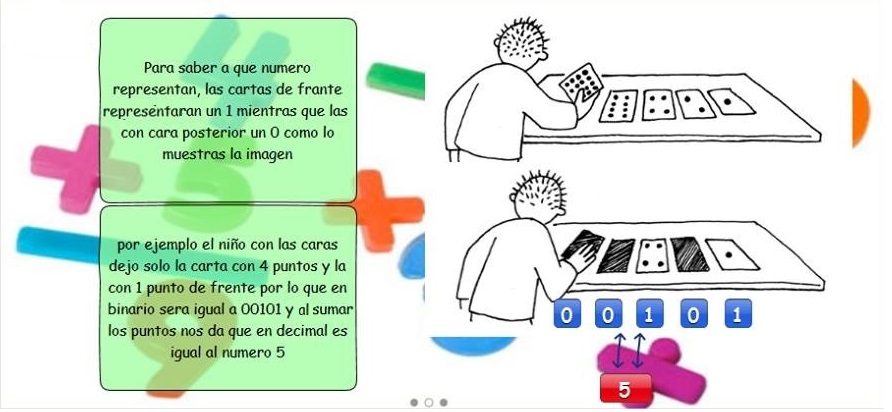 Para saber a que numero
representan, las cartas de frante
representaran un 1 mientras que las
con cara posterior un 0 como lo
muestras la imagen
por ejemplo el niño con las caras
dejo solo la carta con 4 puntos y la
con 1 punto de frente por lo que en
binario sera igual a 00101 y al sumar
los puntos nos da que en decimal es
igual al numero 5
0 0 1 0 1
5